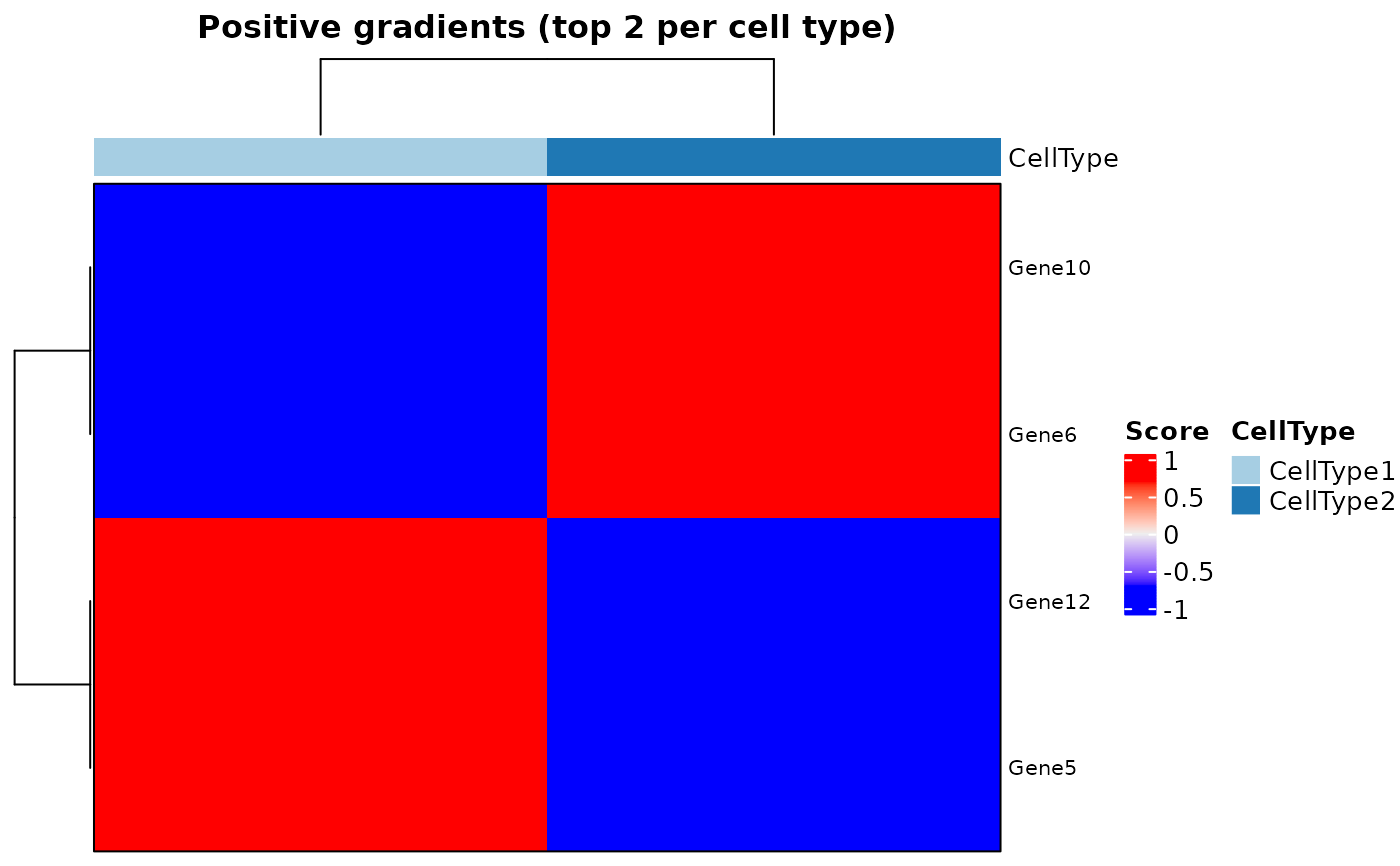 Positive gradients (top 2 per cell type)
CellType
Gene10
Gene6
Gene12
Gene5
Score
1
0.5
0
-0.5
-1
CellType
CellType1
CellType2